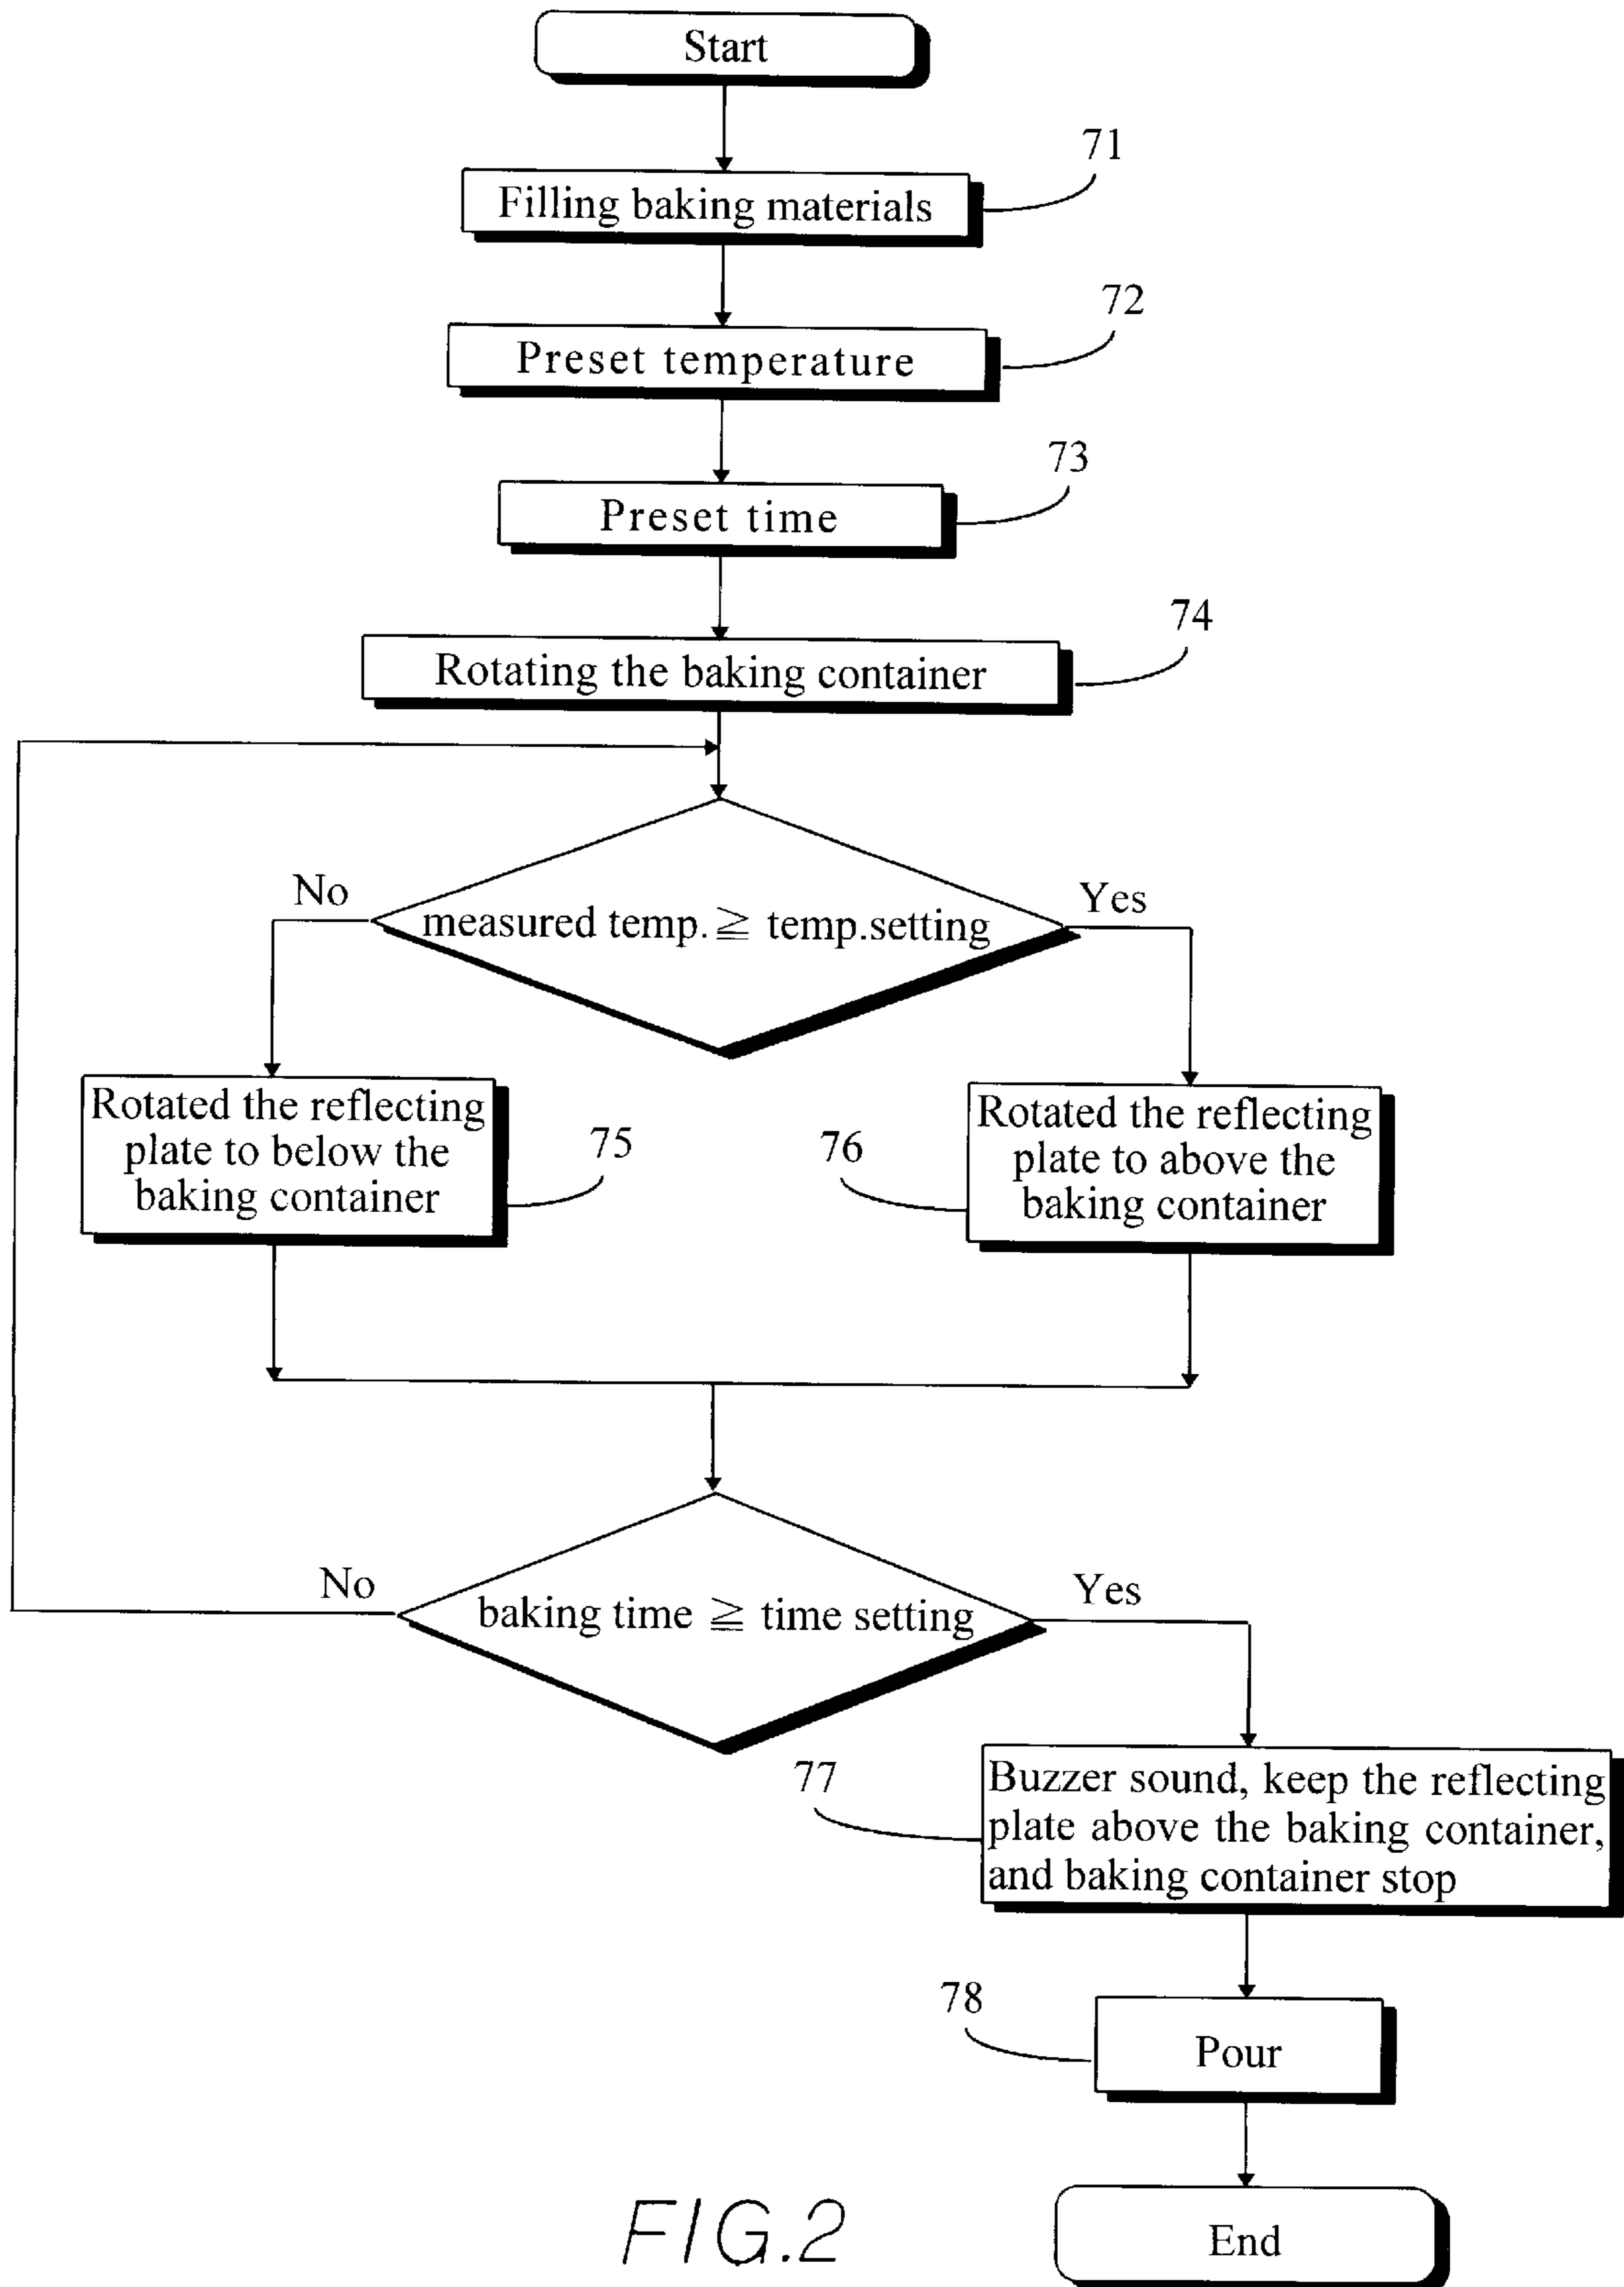 Start
71
Filling baking materials
72
Preset temperature
73
Preset time
74
Rotating the baking container
No
Yes
measured temp. ≧ temp.setting
Rotated the reflecting
plate to below the
baking container
75
76
Rotated the reflecting
plate to above the
baking container
No
Yes
baking time ≧ time setting
77
Buzzer sound, keep the reflecting
plate above the baking container,
and baking container stop
78
Pour
End
FIG.2